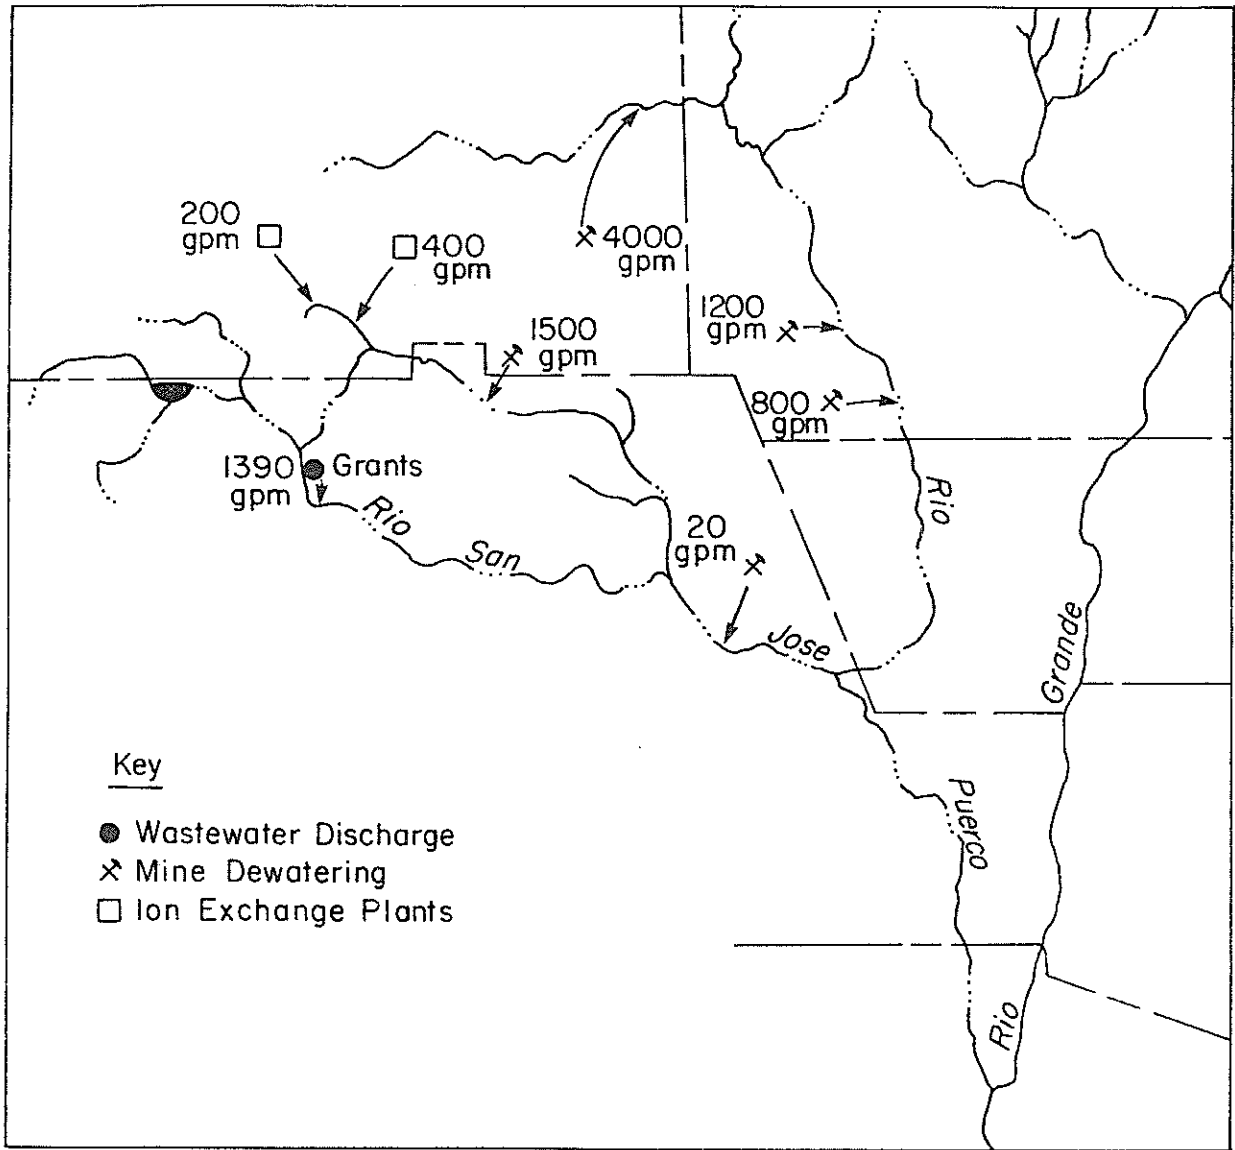 200
gpm
400
gpm
4000
gpm
1500
gpm
1200
gpm
800
gpm
1390
gpm
Grants
Rio
San
Jose
20
gpm
Rio
Puerco
Grande
Rio
Key
Wastewater Discharge
Mine Dewatering
Ion Exchange Plants